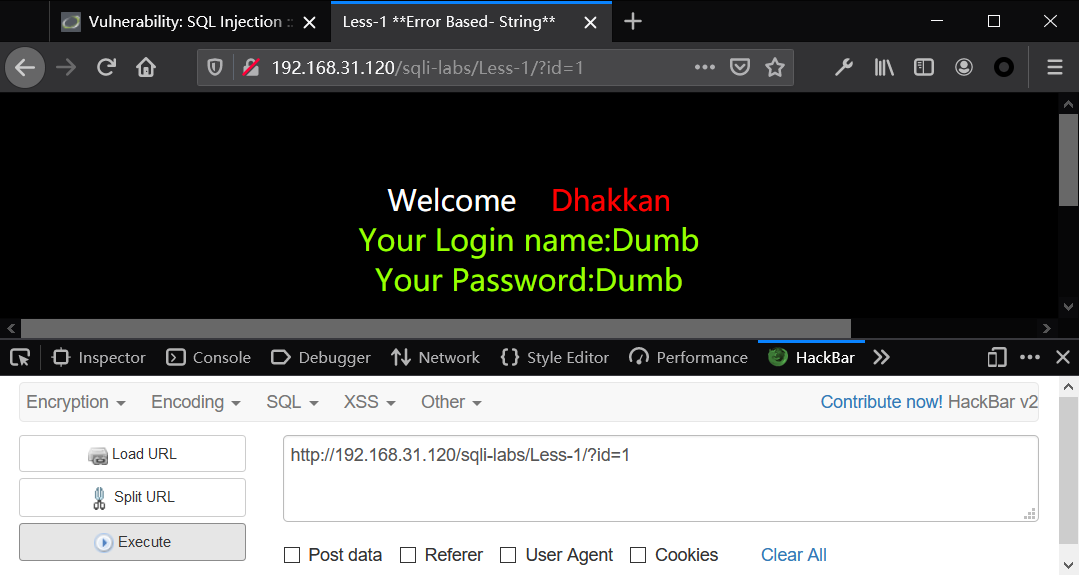 Vulnerability: SQL Injection :
Less-1 **Error Based- String**
192.168.31.120/sqli-labs/Less-1/?id=1
Welcome Dhakkan
Your Login name:Dumb
Your Password:Dumb
Inspector Console Debugger Network Style Editor Performance HackBar
Encryption Encoding SQL XSS Other Contribute now! HackBar v2
Load URL
http://192.168.31.120/sqli-labs/Less-1/?id=1
Split URL
Execute
Post data Referer User Agent Cookies Clear All